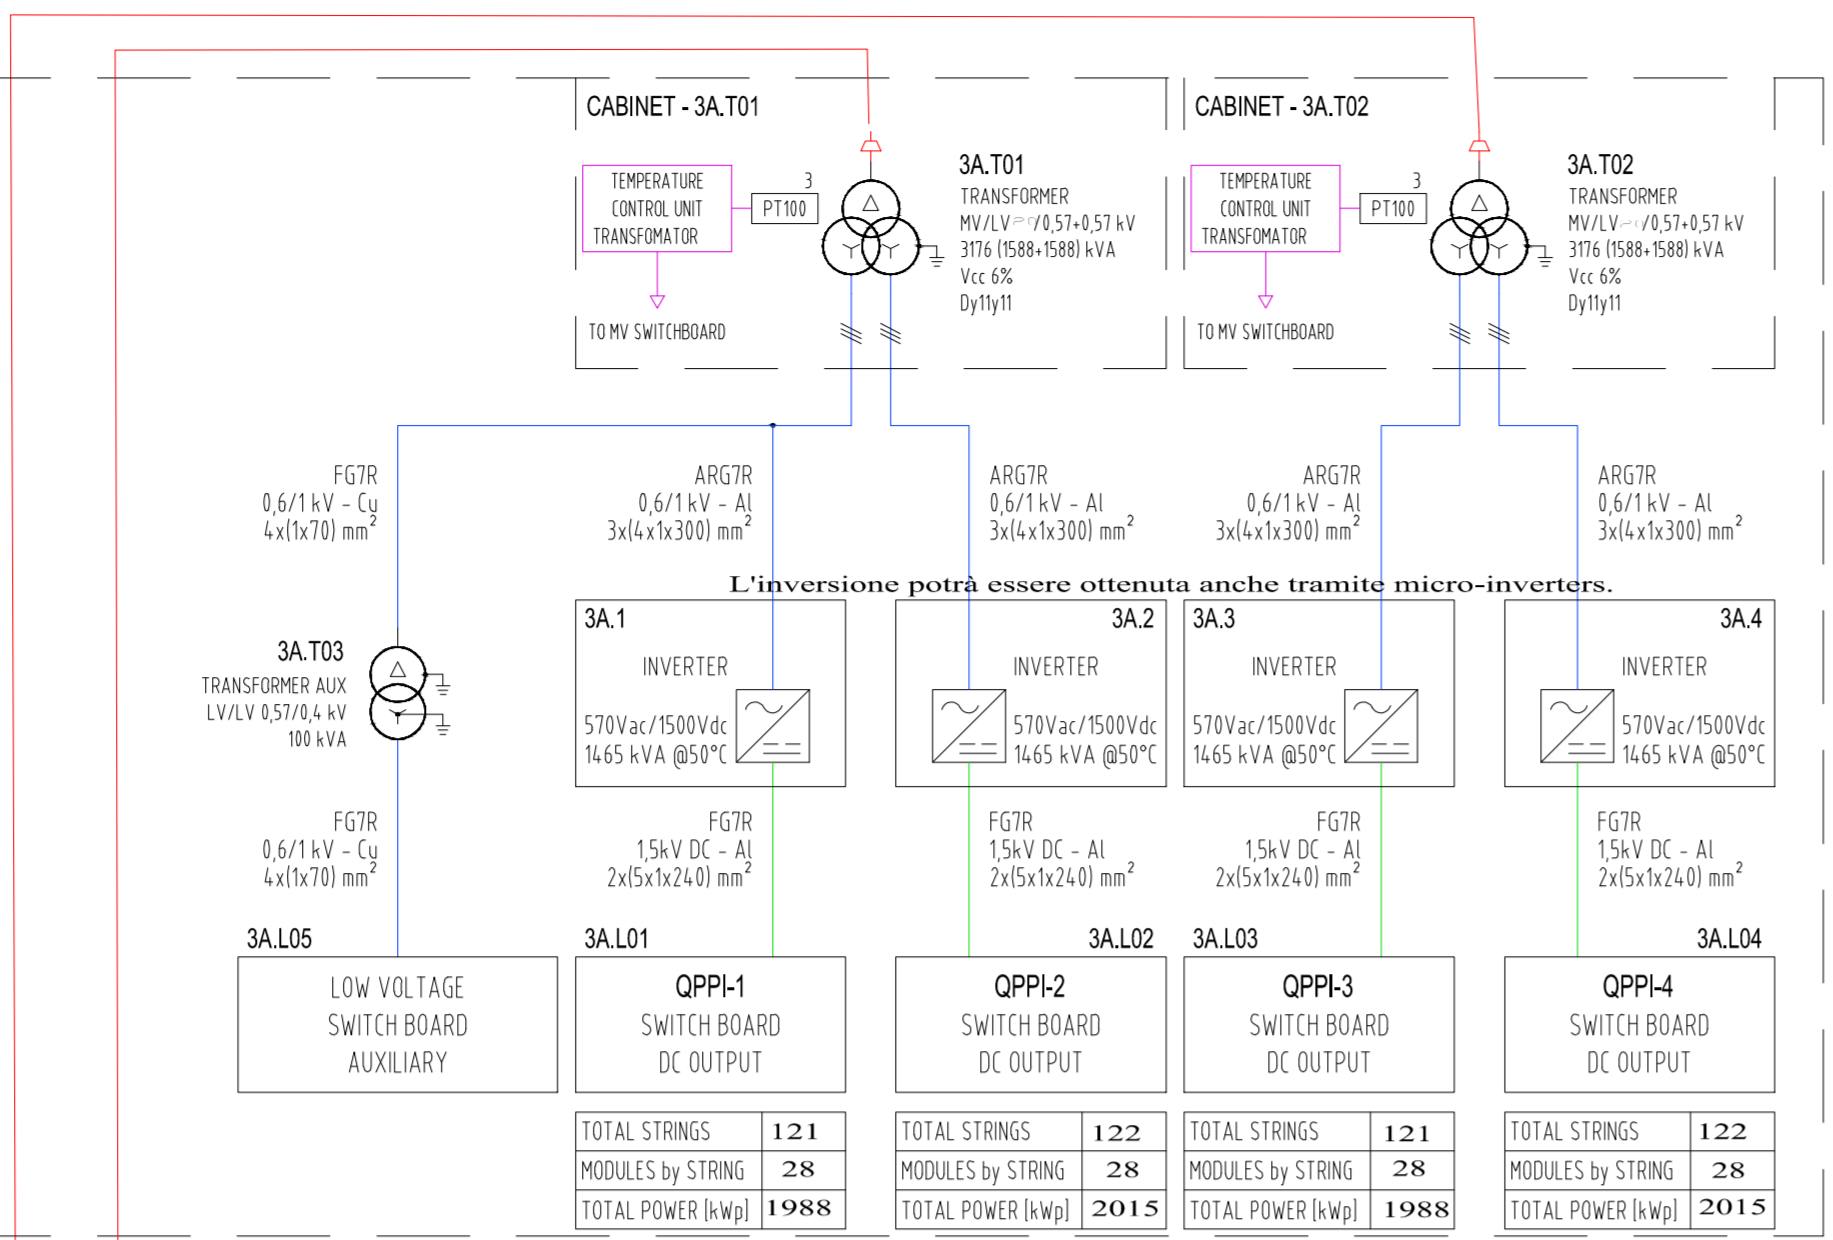 CABINET - 3A.T01
TEMPERATURE
CONTROL UNIT
TRANSFOMATOR
3
PT100
TO MV SWITCHBOARD
3A.T01
TRANSFORMER
MV/LV /0,57+0,57 kV
3176 (1588+1588) kVA
Vcc 6%
Dy11y11
CABINET - 3A.T02
TEMPERATURE
CONTROL UNIT
TRANSFOMATOR
3
PT100
TO MV SWITCHBOARD
3A.T02
TRANSFORMER
MV/LV /0,57+0,57 kV
3176 (1588+1588) kVA
Vcc 6%
Dy11y11
FG7R
0,6/1 kV - Cu
4x(1x70) mm²
ARG7R
0,6/1 kV - Al
3x(4x1x300) mm²
ARG7R
0,6/1 kV - Al
3x(4x1x300) mm²
ARG7R
0,6/1 kV - Al
3x(4x1x300) mm²
ARG7R
0,6/1 kV - Al
3x(4x1x300) mm²
L'inversione potrà essere ottenuta anche tramite micro-inverters.
3A.T03
TRANSFORMER AUX
LV/LV 0,57/0,4 kV
100 kVA
3A.1
INVERTER
570Vac/1500Vdc
1465 kVA @50°C
3A.2
INVERTER
570Vac/1500Vdc
1465 kVA @50°C
3A.3
INVERTER
570Vac/1500Vdc
1465 kVA @50°C
3A.4
INVERTER
570Vac/1500Vdc
1465 kVA @50°C
FG7R
0,6/1 kV - Cu
4x(1x70) mm²
FG7R
1,5kV DC - Al
2x(5x1x240) mm²
FG7R
1,5kV DC - Al
2x(5x1x240) mm²
FG7R
1,5kV DC - Al
2x(5x1x240) mm²
FG7R
1,5kV DC - Al
2x(5x1x240) mm²
3A.L05
LOW VOLTAGE
SWITCH BOARD
AUXILIARY
3A.L01
QPPI-1
SWITCH BOARD
DC OUTPUT
3A.L02
QPPI-2
SWITCH BOARD
DC OUTPUT
3A.L03
QPPI-3
SWITCH BOARD
DC OUTPUT
3A.L04
QPPI-4
SWITCH BOARD
DC OUTPUT
TOTAL STRINGS 121
MODULES by STRING 28
TOTAL POWER [kWp] 1988
TOTAL STRINGS 122
MODULES by STRING 28
TOTAL POWER [kWp] 2015
TOTAL STRINGS 121
MODULES by STRING 28
TOTAL POWER [kWp] 1988
TOTAL STRINGS 122
MODULES by STRING 28
TOTAL POWER [kWp] 2015